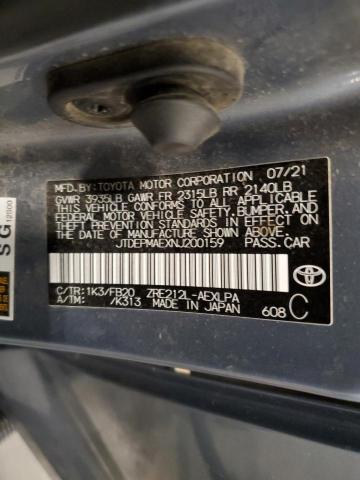 MFD. BY: TOYOTA MOTOR CORPORATION 07/21
GVWR 3935LB GAWR FR 2315LB RR 2140LB
THIS VEHICLE CONFORMS TO ALL APPLICABLE
FEDERAL MOTOR VEHICLE SAFETY, BUMPER, AND
THEFT PREVENTION STANDARDS IN EFFECT ON
THE DATE OF MANUFACTURE SHOWN ABOVE.
JTDEPMAEXNJ200159 PASS.CAR
C/TR: 1K3/FB20 ZRE212L-AEXLPA
A/TM: /K313 MADE IN JAPAN 608 C
SG